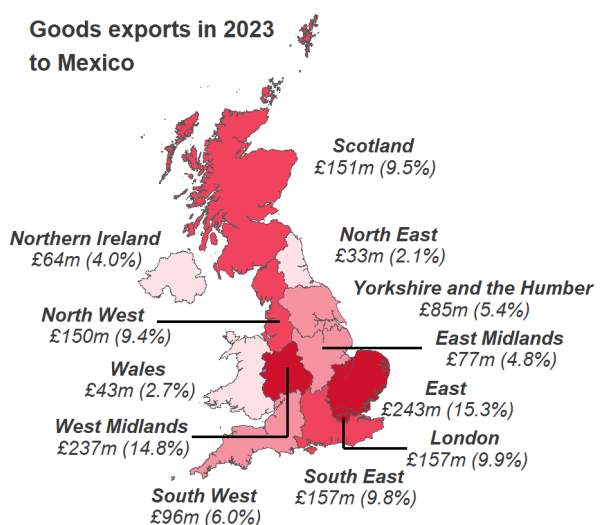 Goods exports in 2023
to Mexico
Scotland
£151m (9.5%)
Northern Ireland
£64m (4.0%)
North East
£33m (2.1%)
Yorkshire and the Humber
£85m (5.4%)
North West
£150m (9.4%)
East Midlands
£77m (4.8%)
Wales
£43m (2.7%)
East
£243m (15.3%)
West Midlands
£237m (14.8%)
London
£157m (9.9%)
South East
£157m (9.8%)
South West
£96m (6.0%)